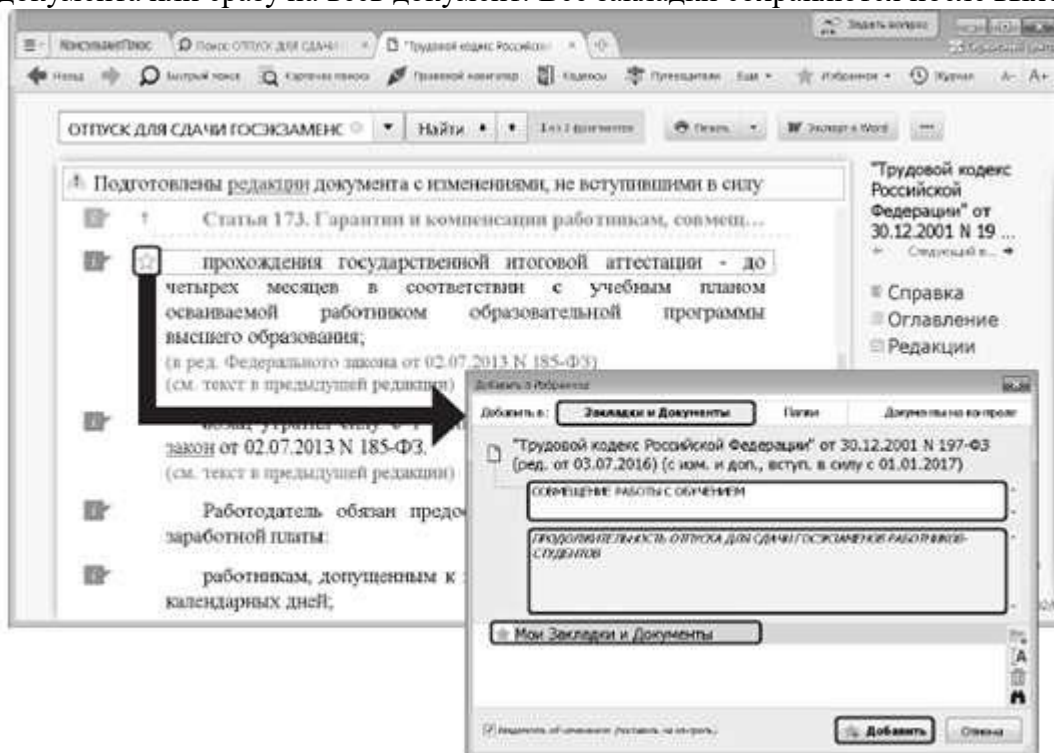 документа или сразу на весь документ. Все закладки сохраняются после
Задать вопрос
КонсультантПлюс
Поиск: ОТПУСК ДЛЯ СДАЧИ
"Трудовой кодекс Российской
Назад Быстрый поиск Карточка поиска Правовой навигатор Кодексы Путеводители Еще Избранное Журнал A- A+
ОТПУСК ДЛЯ СДАЧИ ГОСЭКЗАМЕНС Найти Печать Экспорт в Word
Подготовлены редакции документа с изменениями, не вступившими в силу
Статья 173. Гарантии и компенсации работникам, совмещ...
прохождения государственной итоговой аттестации - до
четырех месяцев в соответствии с учебным планом
осваиваемой работником образовательной программы
высшего образования;
(в ред. Федерального закона от 02.07.2013 N 185-ФЗ)
(см. текст в предыдущей редакции)
закон от 02.07.2013 N 185-ФЗ.
(см. текст в предыдущей редакции)
Работодатель обязан
заработной платы:
работникам, допущенным к
календарных дней;
"Трудовой кодекс
Российской
Федерации" от
30.12.2001 N 19 ...
Справка
Оглавление
Редакции
Добавить в Избранное
Добавить в: Закладки и Документы Папки Документы на контроле
"Трудовой кодекс Российской Федерации" от 30.12.2001 N 197-ФЗ
(ред. от 03.07.2016) (с изм. и доп., вступ. в силу с 01.01.2017)
СОВМЕЩЕНИЕ РАБОТЫ С ОБУЧЕНИЕМ
ПРОДОЛЖИТЕЛЬНОСТЬ ОТПУСКА ДЛЯ СДАЧИ ГОСЭКЗАМЕНОВ РАБОТНИКОВ-
СТУДЕНТОВ
Мои Закладки и Документы
Добавить Отмена